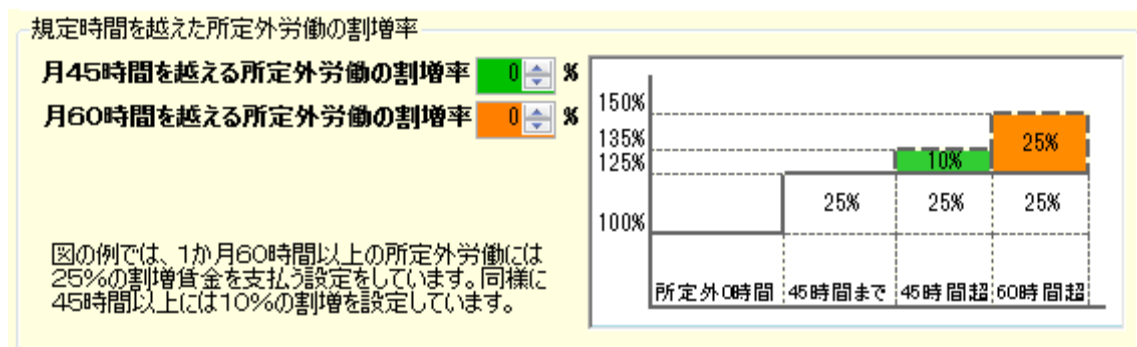 規定時間を越えた所定外労働の割増率
月45時間を越える所定外労働の割増率 0 %
月60時間を越える所定外労働の割増率 0 %
図の例では、1か月60時間以上の所定外労働には
25%の割増賃金を支払う設定をしています。同様に
45時間以上には10%の割増を設定しています。
150%
135%
125%
100%
10%
25%
25%
25%
25%
所定外0時間
45時間まで
45時間超
60時間超